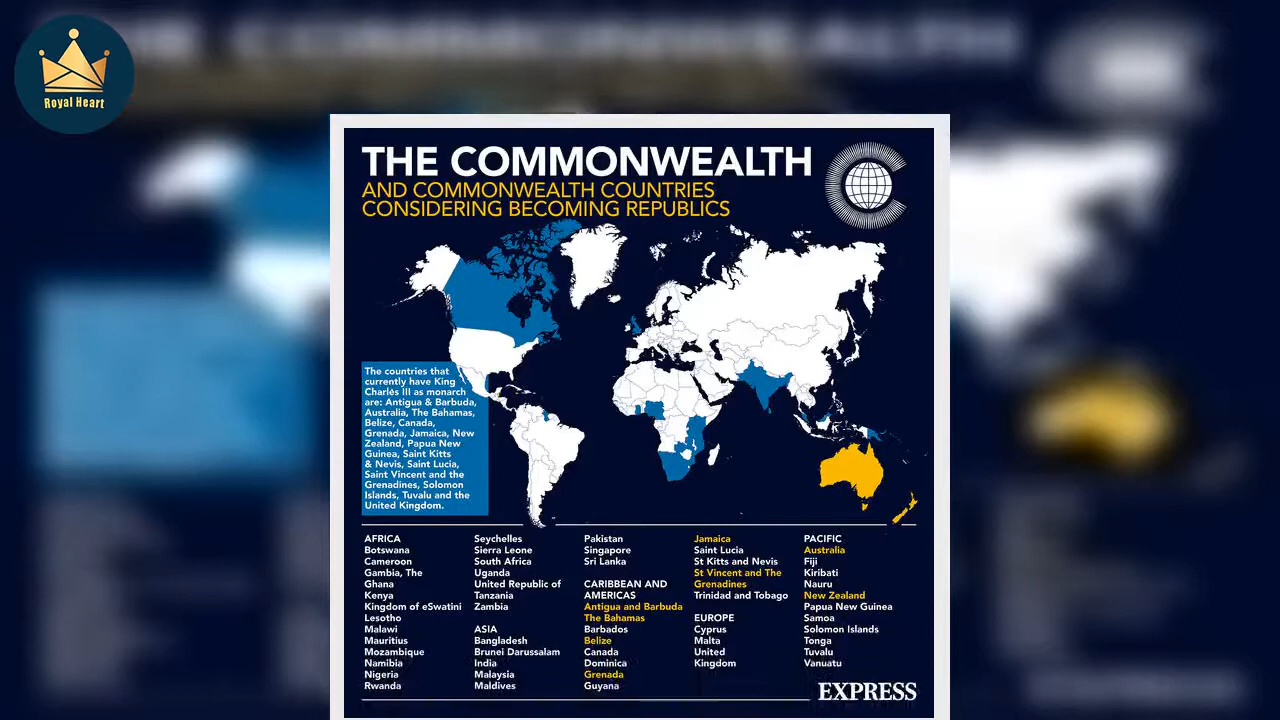 Royal Heart
THE COMMONWEALTH
AND COMMONWEALTH COUNTRIES
CONSIDERING BECOMING REPUBLICS
The countries that
currently have King
Charles III as monarch
are: Antigua & Barbuda,
Australia, The Bahamas,
Belize, Canada,
Grenada, Jamaica, New
Zealand, Papua New
Guinea, Saint Kitts
& Nevis, Saint Lucia,
Saint Vincent and the
Grenadines, Solomon
Islands, Tuvalu and the
United Kingdom.
AFRICA
Botswana
Cameroon
Gambia, The
Ghana
Kenya
Kingdom of eSwatini
Lesotho
Malawi
Mauritius
Mozambique
Namibia
Nigeria
Rwanda
Seychelles
Sierra Leone
South Africa
Uganda
United Republic of
Tanzania
Zambia
ASIA
Bangladesh
Brunei Darussalam
India
Malaysia
Maldives
Pakistan
Singapore
Sri Lanka
CARIBBEAN AND
AMERICAS
Antigua and Barbuda
The Bahamas
Barbados
Belize
Canada
Dominica
Grenada
Guyana
Jamaica
Saint Lucia
St Kitts and Nevis
St Vincent and The
Grenadines
Trinidad and Tobago
EUROPE
Cyprus
Malta
United
Kingdom
PACIFIC
Australia
Fiji
Kiribati
Nauru
New Zealand
Papua New Guinea
Samoa
Solomon Islands
Tonga
Tuvalu
Vanuatu
EXPRESS